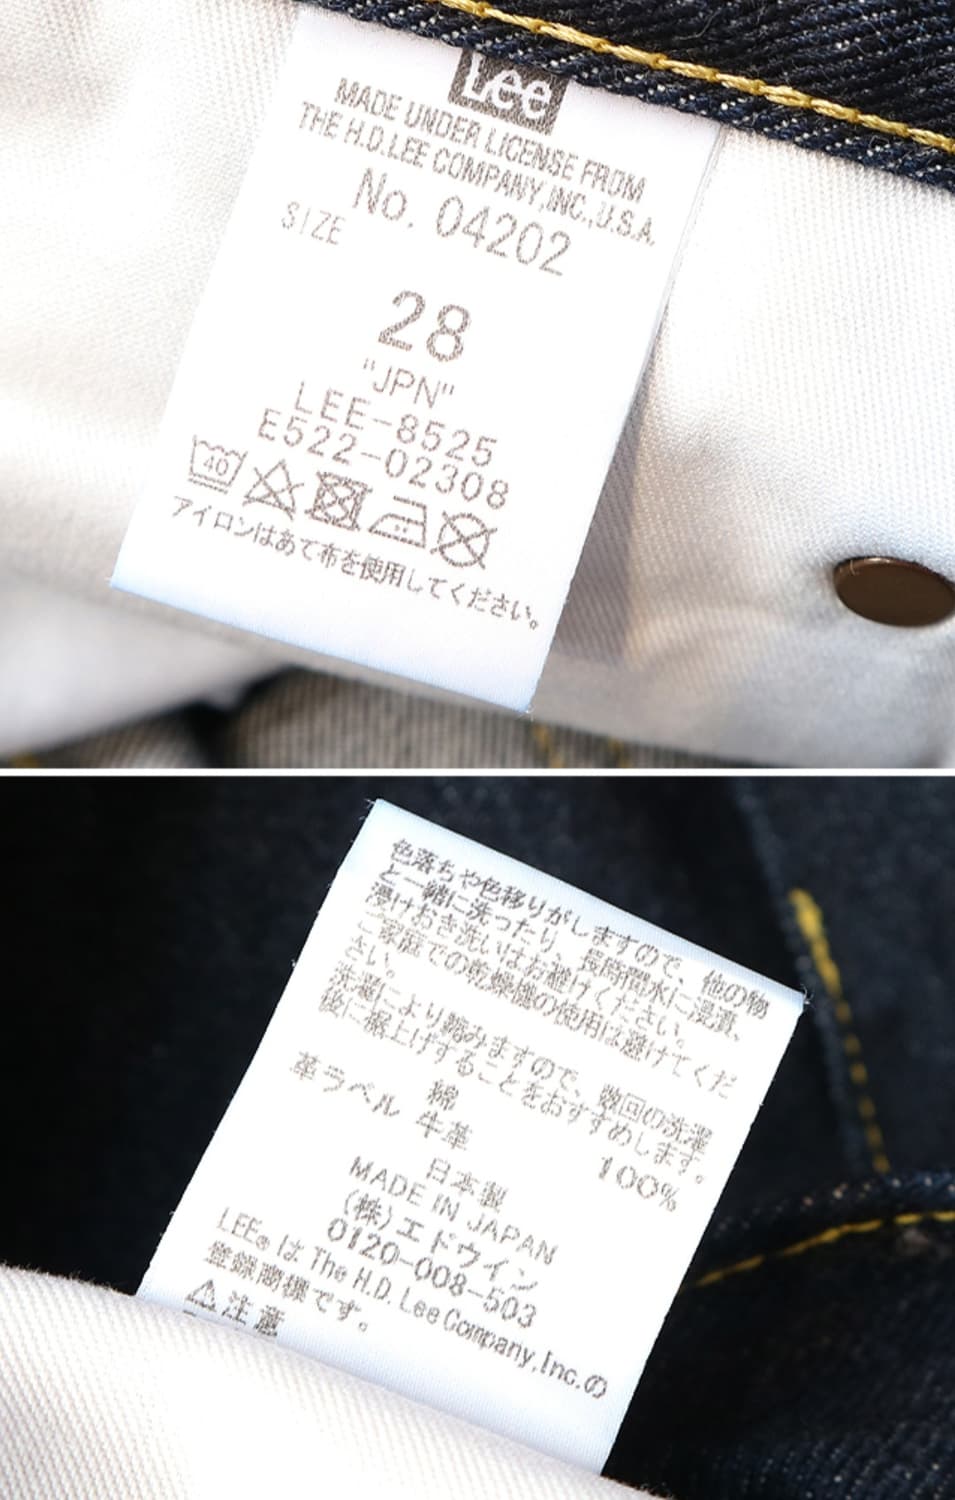 Lee
MADE UNDER LICENSE FROM
THE H.D.LEE COMPANY,INC.,U.S.A.
No. 04202
SIZE
28
"JPN"
LEE-8525
E522-02308
40
アイロンはあて布を使用してください。
色落ちや色移りがしますので、他の物
と一緒に洗ったり、長時間水に浸漬、
漬けおき洗いはお避けください。
ご家庭での乾燥機の使用は避けてくだ
さい。
洗濯により縮みますので、数回の洗濯
後に裾上げすることをおすすめします。
綿 100%
革ラベル 牛革
日本製
MADE IN JAPAN
(株)エドウイン
0120-008-503
LEE®は The H.D. Lee Company,Inc.の
登録商標です。
⚠注意